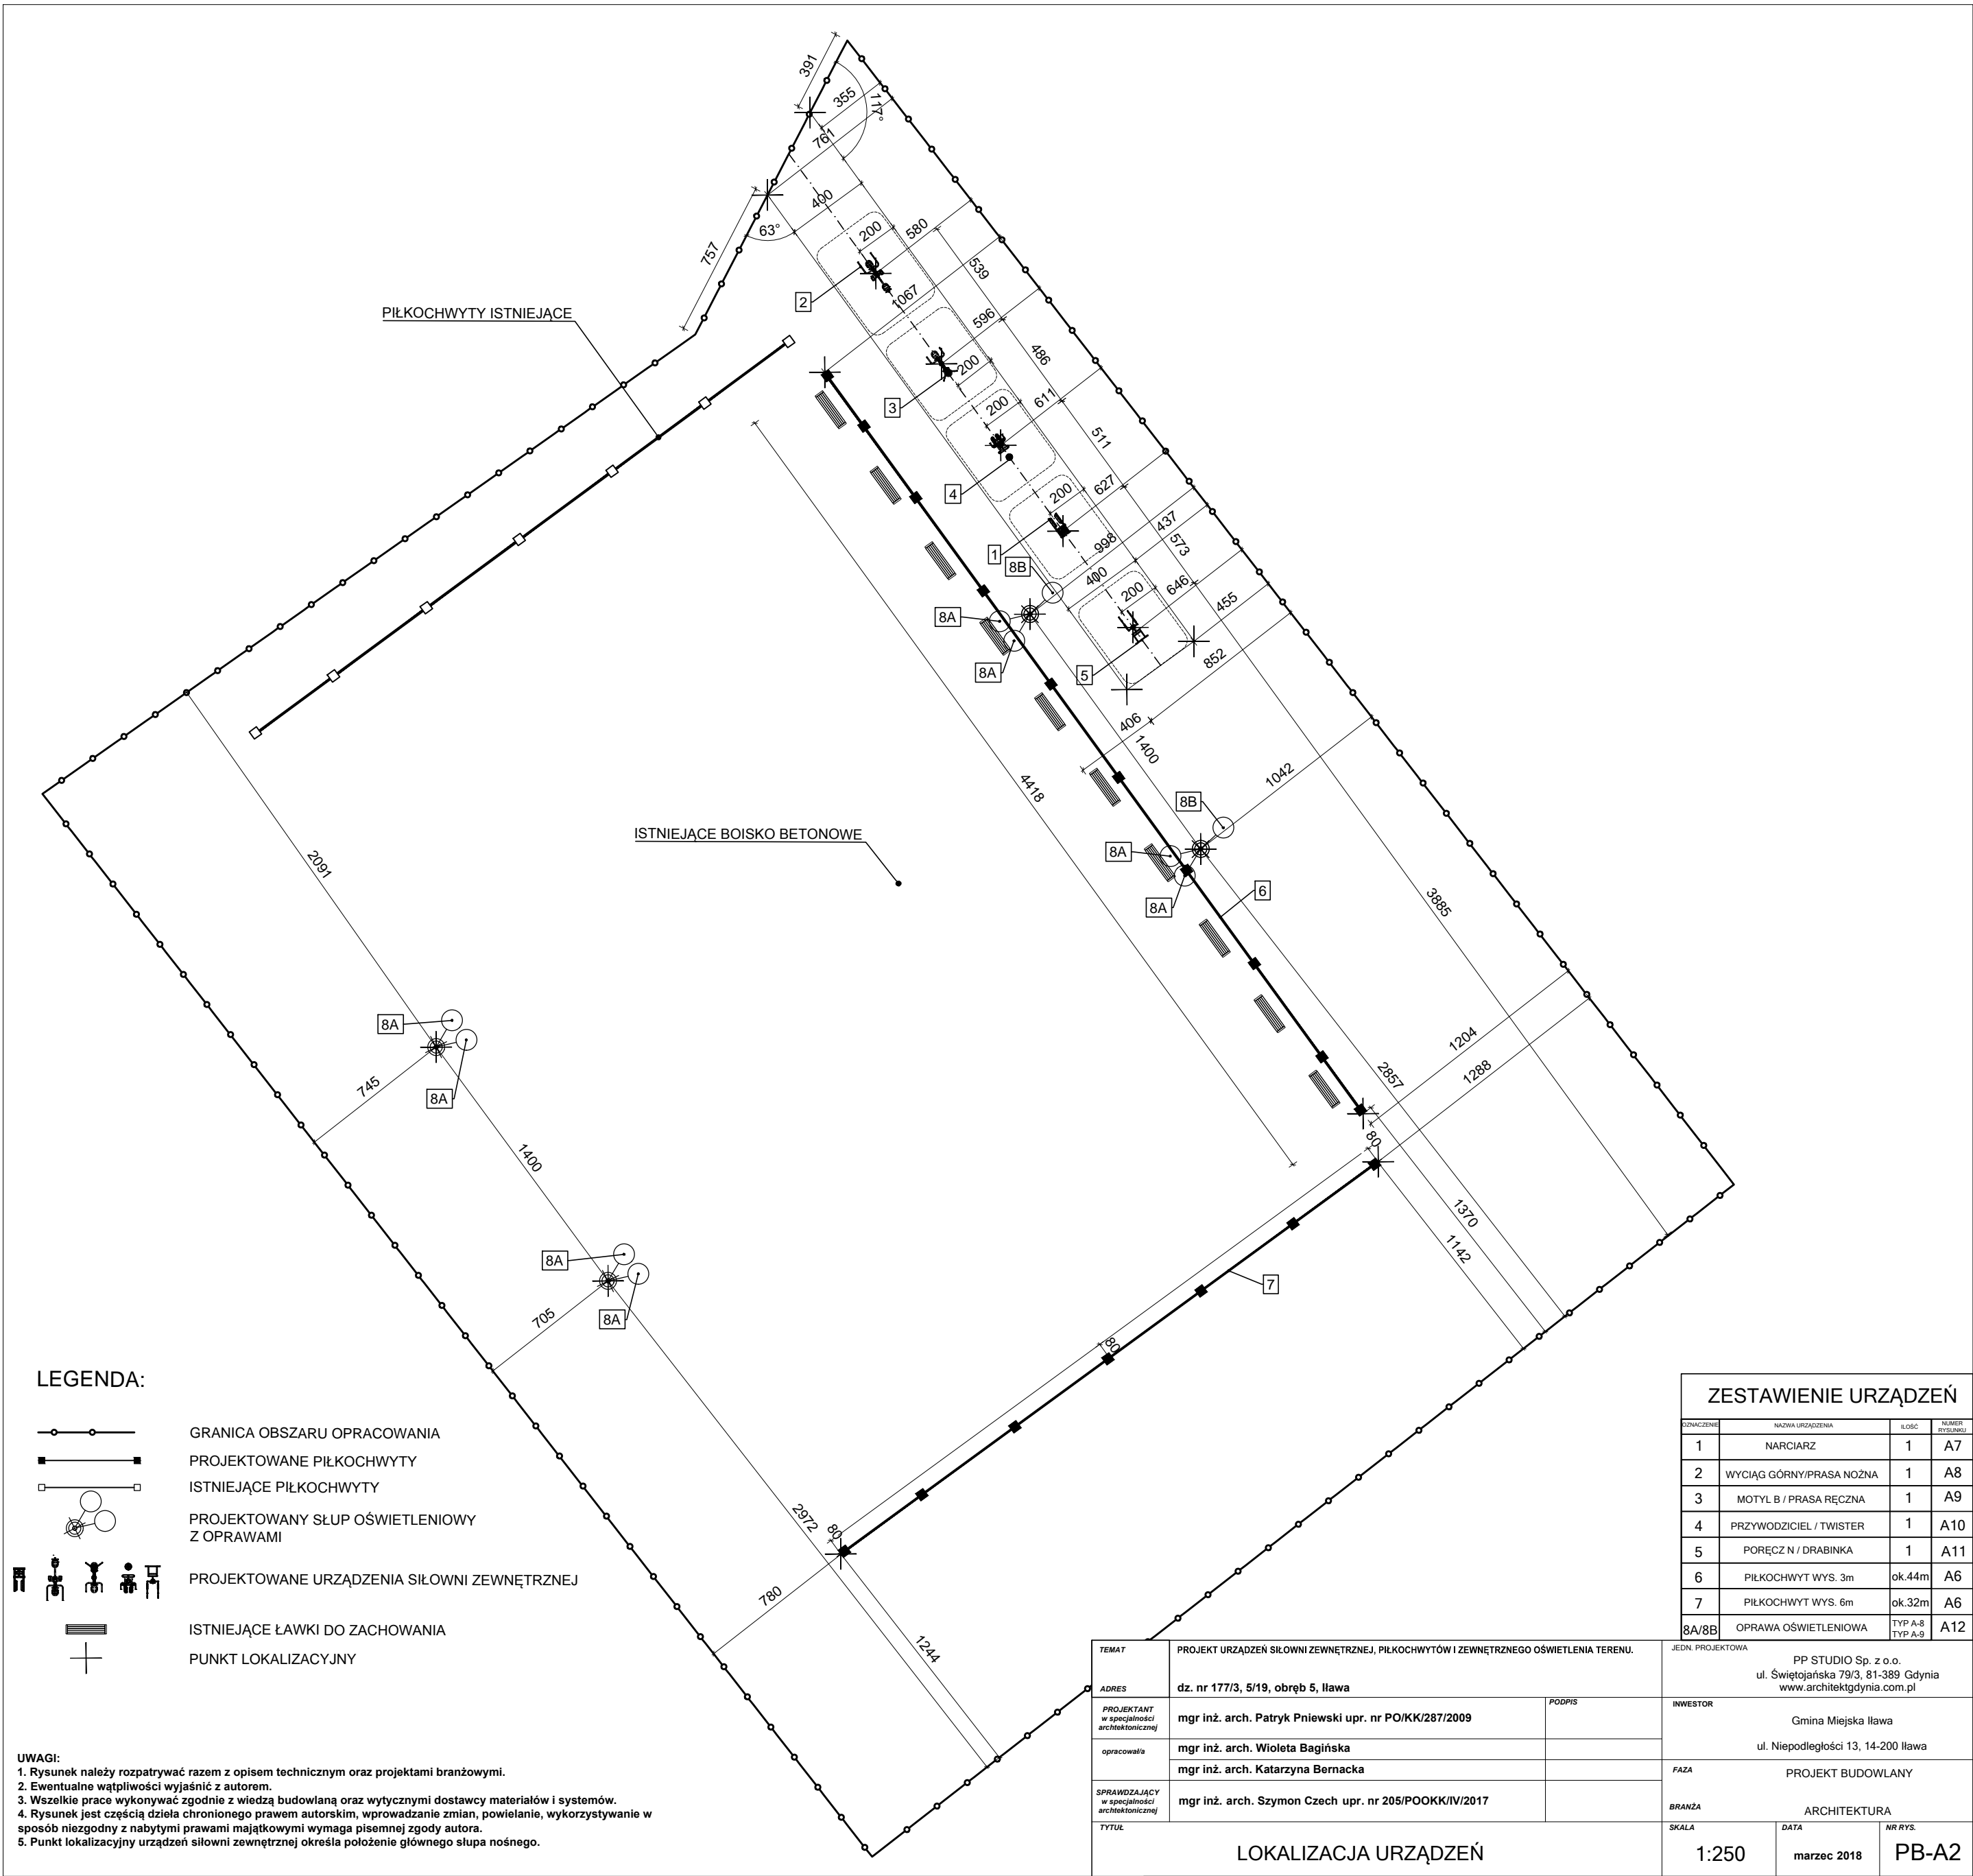 391
355
117°
761
400
63°
757
200
580
539
2
1067
596
PIŁKOCHWYTY ISTNIEJĄCE
200
486
3
200
611
511
4
200
627
437
573
998
1
8B
400
200
646
455
8A
8A
5
852
406
1400
4418
1042
8B
ISTNIEJĄCE BOISKO BETONOWE
8A
2091
6
3885
8A
8A
1204
745
8A
2857
1288
80
1400
1370
1142
8A
7
705
8A
80
2972
80
780
1244
LEGENDA:
GRANICA OBSZARU OPRACOWANIA
PROJEKTOWANE PIŁKOCHWYTY
ISTNIEJĄCE PIŁKOCHWYTY
PROJEKTOWANY SŁUP OŚWIETLENIOWY
Z OPRAWAMI
PROJEKTOWANE URZĄDZENIA SIŁOWNI ZEWNĘTRZNEJ
ISTNIEJĄCE ŁAWKI DO ZACHOWANIA
PUNKT LOKALIZACYJNY
UWAGI:
1. Rysunek należy rozpatrywać razem z opisem technicznym oraz projektami branżowymi.
2. Ewentualne wątpliwości wyjaśnić z autorem.
3. Wszelkie prace wykonywać zgodnie z wiedzą budowlaną oraz wytycznymi dostawcy materiałów i systemów.
4. Rysunek jest częścią dzieła chronionego prawem autorskim, wprowadzanie zmian, powielanie, wykorzystywanie w
sposób niezgodny z nabytymi prawami majątkowymi wymaga pisemnej zgody autora.
5. Punkt lokalizacyjny urządzeń siłowni zewnętrznej określa położenie głównego słupa nośnego.
ZESTAWIENIE URZĄDZEŃ
OZNACZENIE NAZWA URZĄDZENIA ILOŚĆ NUMER RYSUNKU
1 NARCIARZ 1 A7
2 WYCIĄG GÓRNY/PRASA NOŻNA 1 A8
3 MOTYL B / PRASA RĘCZNA 1 A9
4 PRZYWODZICIEL / TWISTER 1 A10
5 PORĘCZ N / DRABINKA 1 A11
6 PIŁKOCHWYT WYS. 3m ok.44m A6
7 PIŁKOCHWYT WYS. 6m ok.32m A6
8A/8B OPRAWA OŚWIETLENIOWA TYP A-8 TYP A-9 A12
TEMAT PROJEKT URZĄDZEŃ SIŁOWNI ZEWNĘTRZNEJ, PIŁKOCHWYTÓW I ZEWNĘTRZNEGO OŚWIETLENIA TERENU.
ADRES dz. nr 177/3, 5/19, obręb 5, Iława
PROJEKTANT
w specjalności
archtektonicznej
mgr inż. arch. Patryk Pniewski upr. nr PO/KK/287/2009
PODPIS
opracował/a mgr inż. arch. Wioleta Bagińska
mgr inż. arch. Katarzyna Bernacka
SPRAWDZAJĄCY
w specjalności
archtektonicznej
mgr inż. arch. Szymon Czech upr. nr 205/POOKK/IV/2017
TYTUŁ
LOKALIZACJA URZĄDZEŃ
JEDN. PROJEKTOWA
PP STUDIO Sp. z o.o.
ul. Świętojańska 79/3, 81-389 Gdynia
www.architektgdynia.com.pl
INWESTOR
Gmina Miejska Iława
ul. Niepodległości 13, 14-200 Iława
FAZA PROJEKT BUDOWLANY
BRANŻA ARCHITEKTURA
SKALA DATA NR RYS.
1:250 marzec 2018 PB-A2